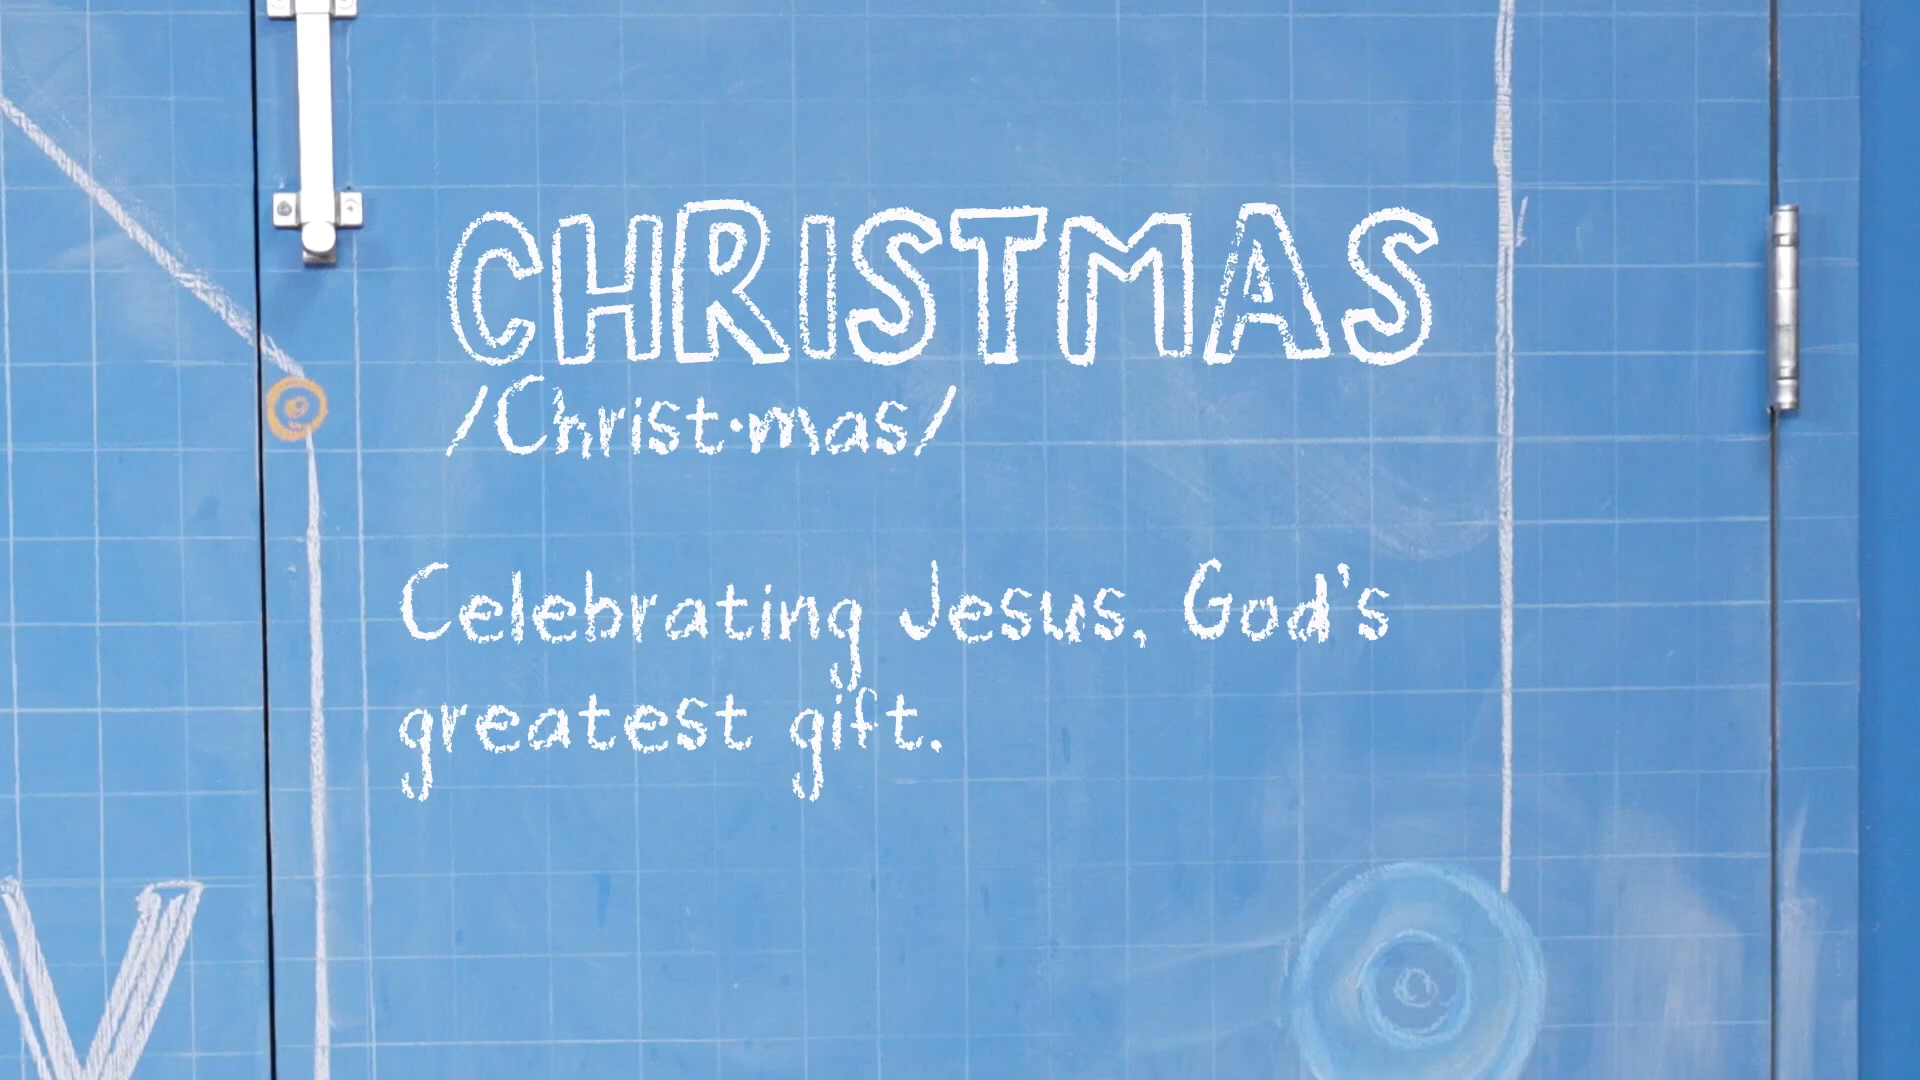 CHRISTMAS
/Christ·mas/
Celebrating Jesus, God's
greatest gift.